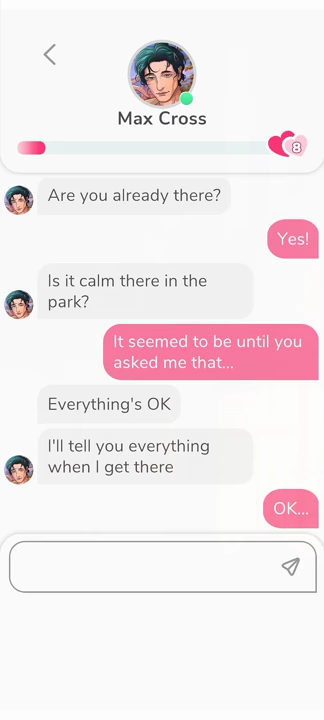 Max Cross
8
Are you already there?
Yes!
Is it calm there in the
park?
It seemed to be until you
asked me that...
Everything's OK
I'll tell you everything
when I get there
OK...